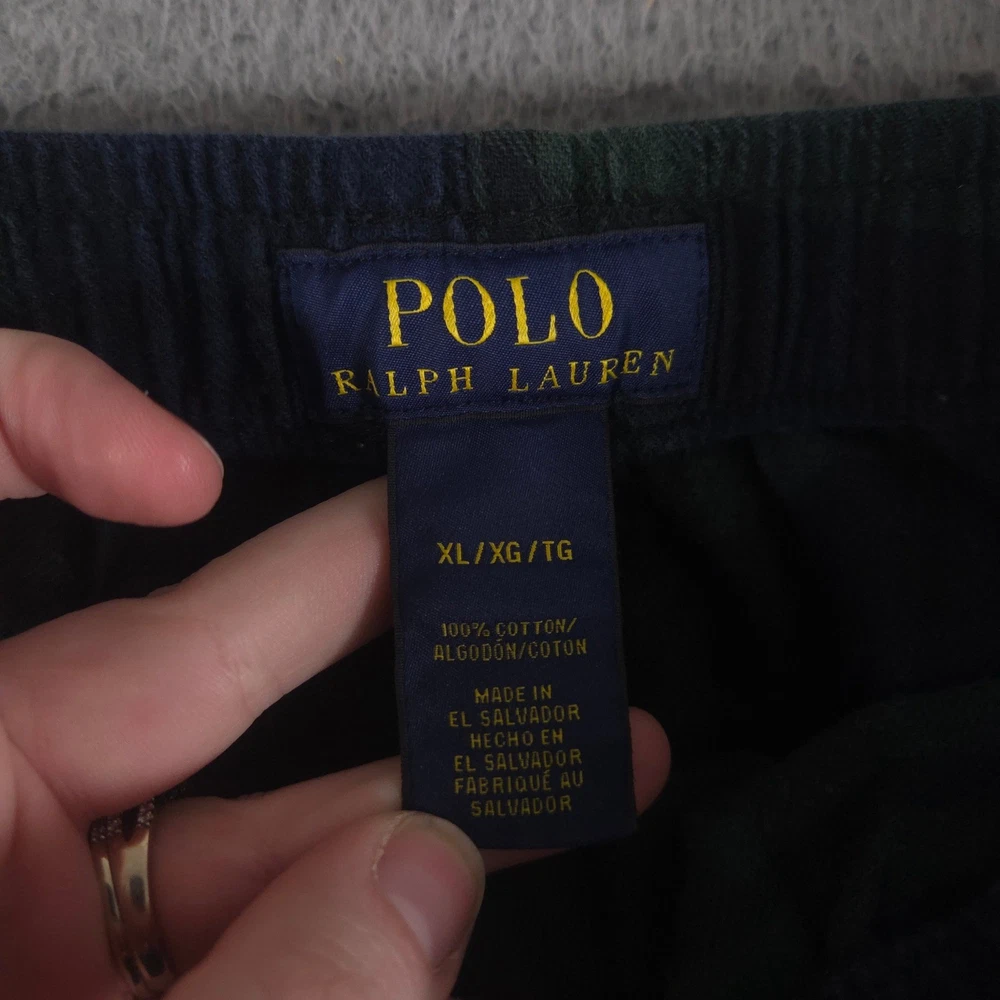 POLO
RALPH LAUREN
XL/XG/TG
100% COTTON/
ALGODÓN/COTON
MADE IN
EL SALVADOR
HECHO EN
EL SALVADOR
FABRIQUÉ AU
SALVADOR